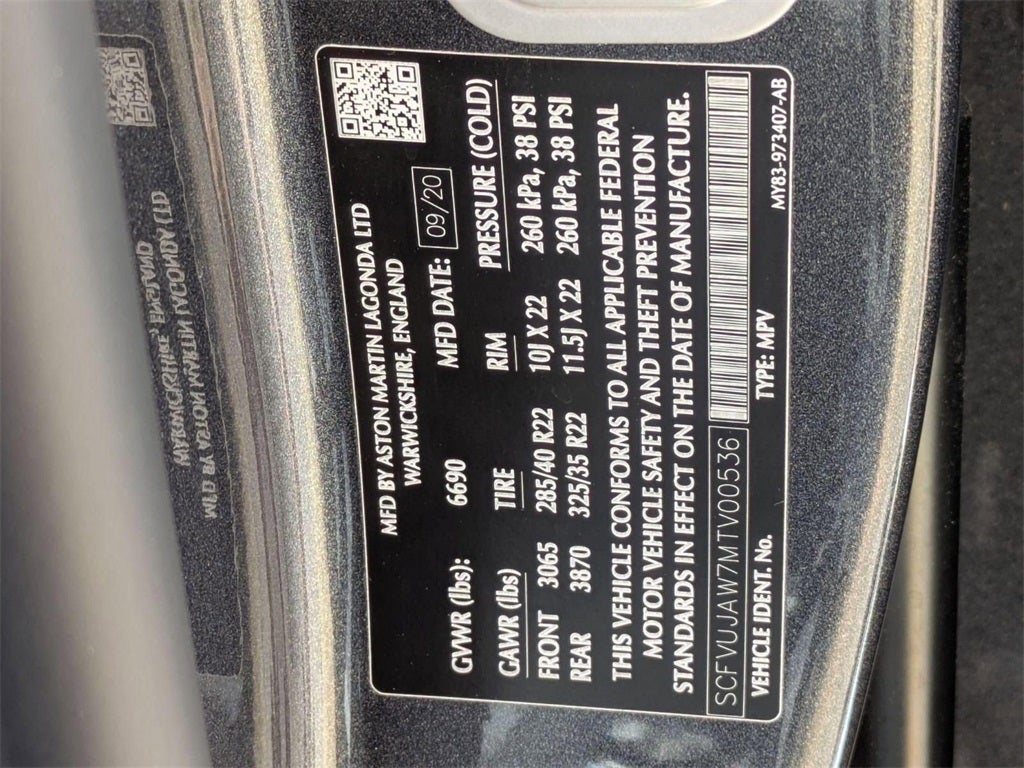 MFD BY ASTON MARTIN LAGONDA LTD
WARWICKSHIRE, ENGLAND
GVWR (lbs): 6690 MFD DATE: 09/20
GAWR (lbs) TIRE RIM PRESSURE (COLD)
FRONT 3065 285/40 R22 10J X 22 260 kPa, 38 PSI
REAR 3870 325/35 R22 11.5J X 22 260 kPa, 38 PSI
THIS VEHICLE CONFORMS TO ALL APPLICABLE FEDERAL
MOTOR VEHICLE SAFETY AND THEFT PREVENTION
STANDARDS IN EFFECT ON THE DATE OF MANUFACTURE.
SCFVUJAW7MTV00536
VEHICLE IDENT. No. TYPE: MPV MY83-973407-AB